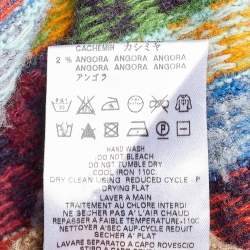 CACHEMIR カシミヤ
2 % ANGORA ANGORA ANGORA
ANGORA ANGORA ANGORA
アンゴラ
HAND WASH
DO NOT BLEACH
DO NOT TUMBLE DRY
COOL IRON 110C.
DRY CLEAN USING REDUCED CYCLE - P
DRYING FLAT
LAVER A MAIN
TRAITEMENT AU CHLORE INTERDI
NE SECHER PAS A'MACHINE
REPASSER A FAIBLE TEMPERATURE=110C
NETTOYER A'SEC AUF-CYCLE REDUIT
SECHER A'PLAT
LAVARE SEPARATO A CAPO ROVESCIO